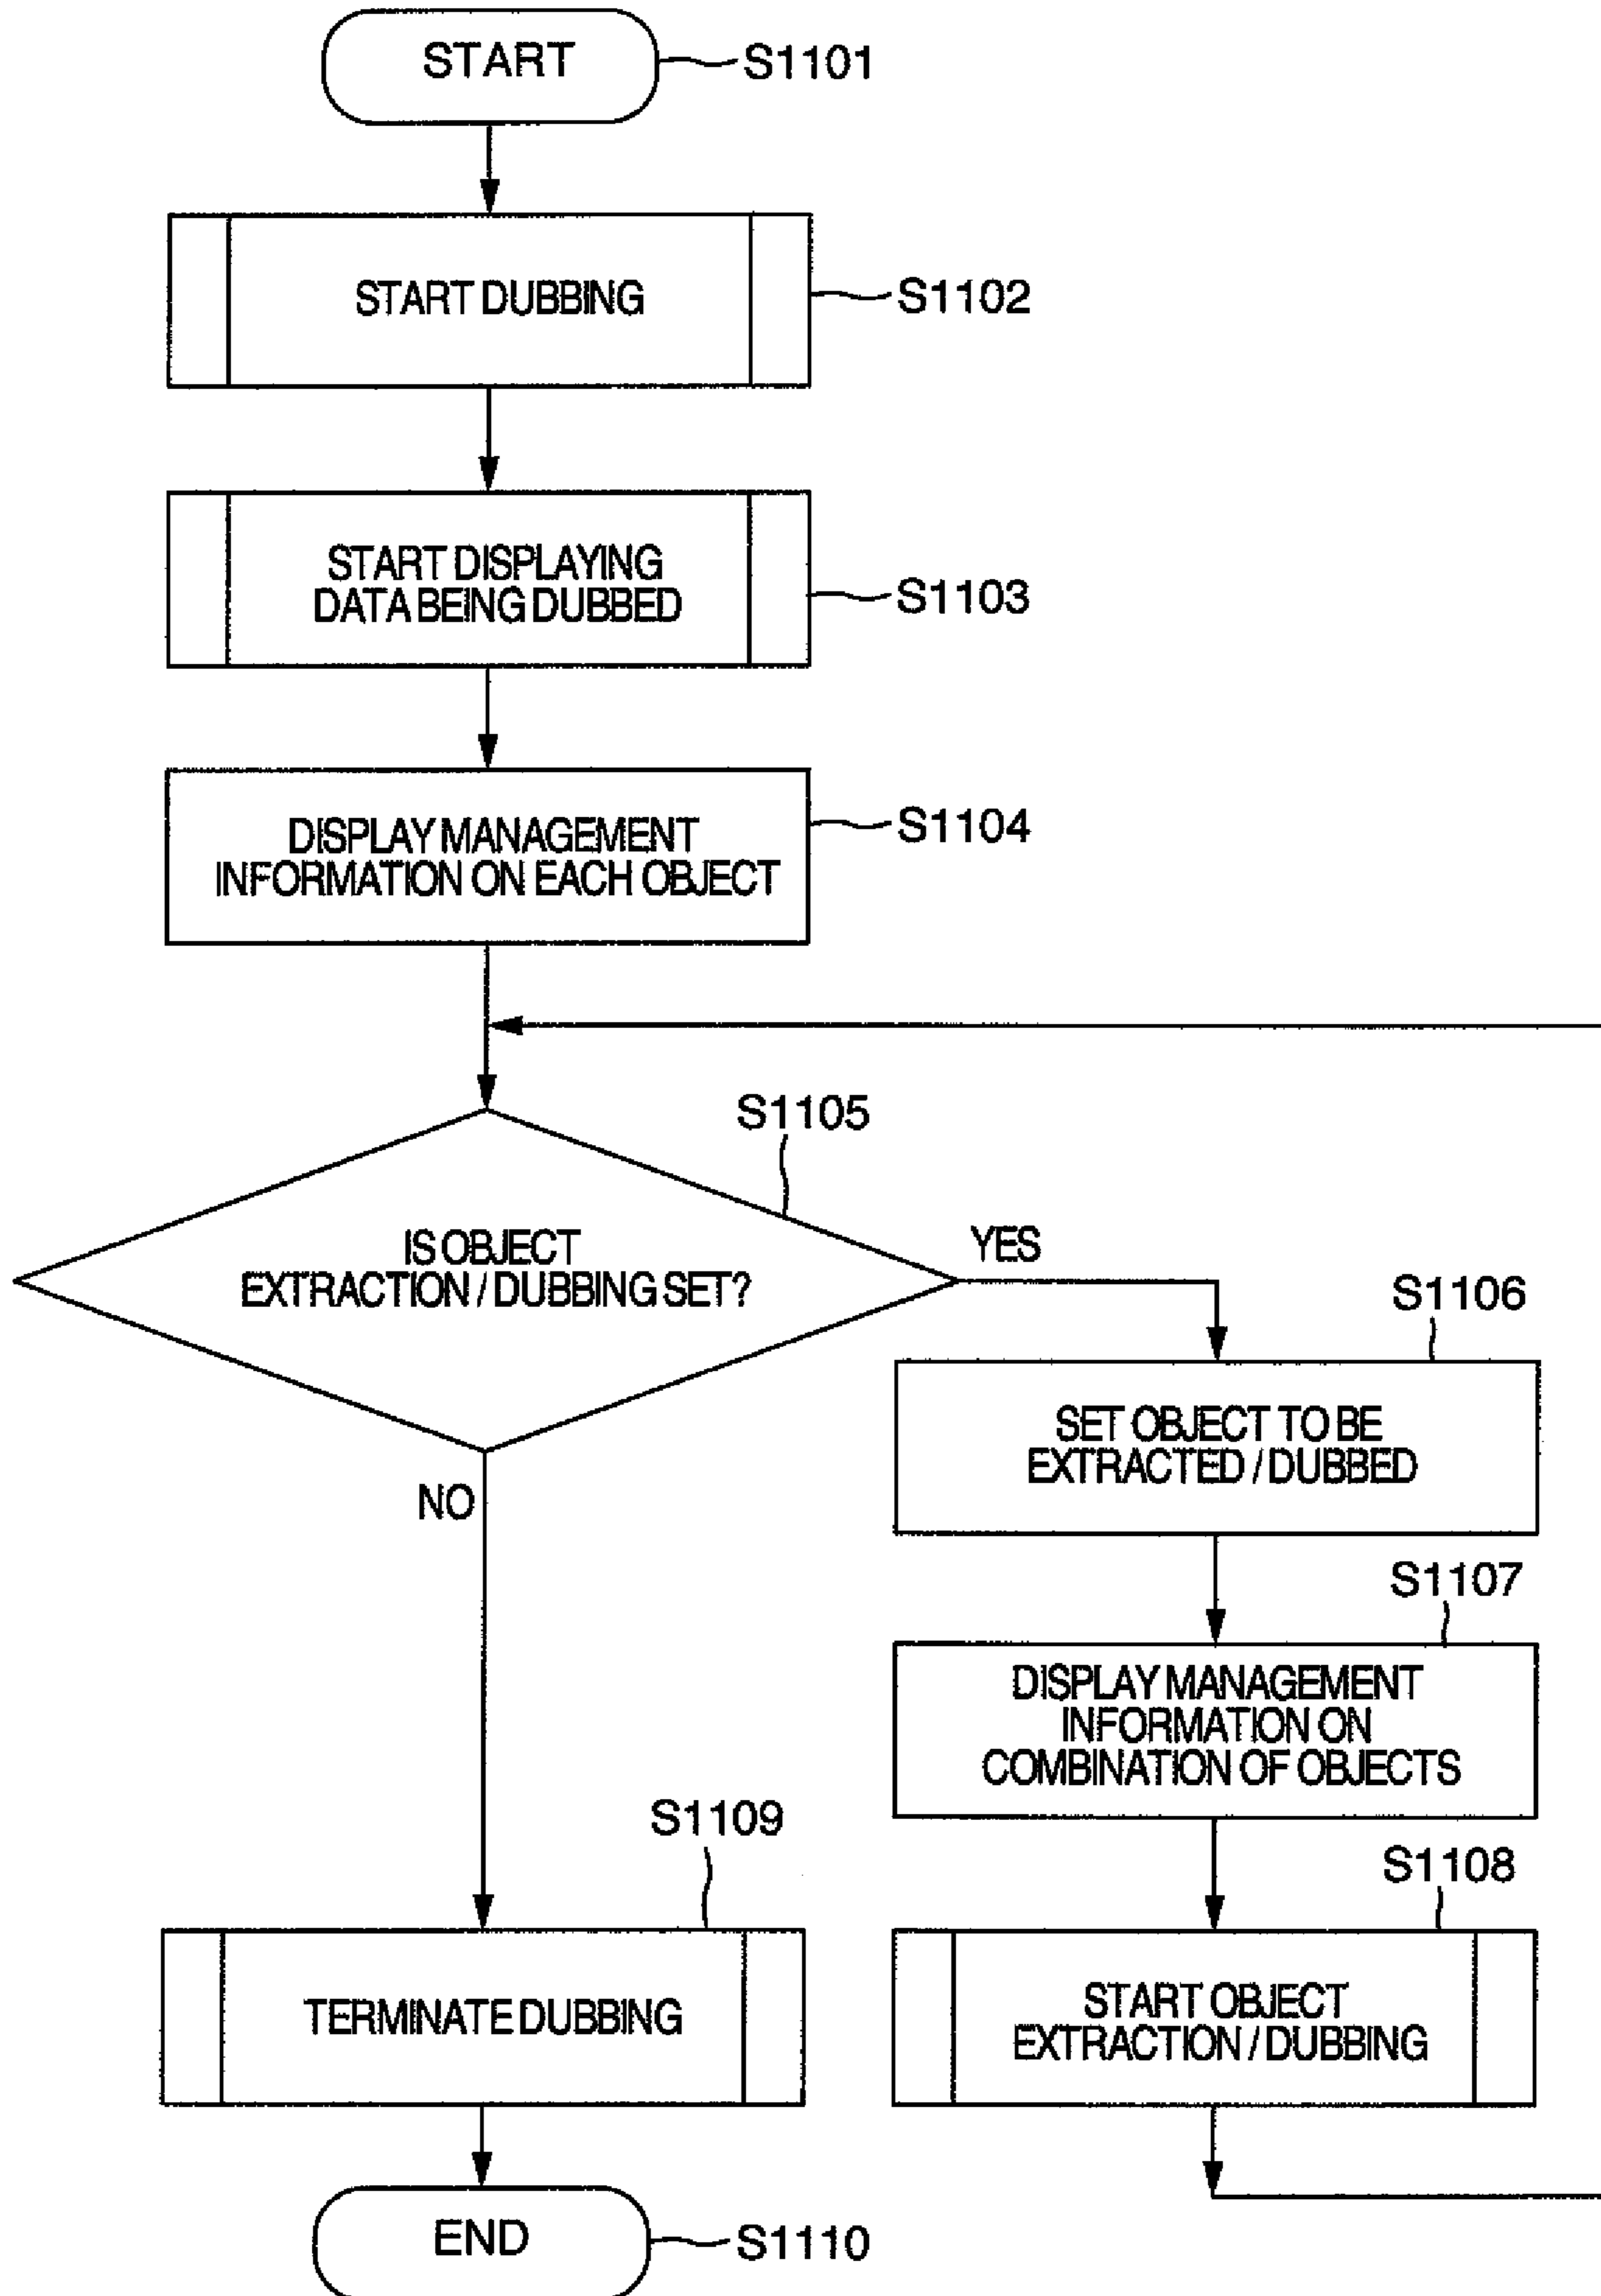 START
S1101
START DUBBING
S1102
START DISPLAYING
DATA BEING DUBBED
S1103
DISPLAY MANAGEMENT
INFORMATION ON EACH OBJECT
S1104
S1105
IS OBJECT
EXTRACTION / DUBBING SET?
YES
NO
S1106
SET OBJECT TO BE
EXTRACTED / DUBBED
S1107
DISPLAY MANAGEMENT
INFORMATION ON
COMBINATION OF OBJECTS
S1108
START OBJECT
EXTRACTION / DUBBING
S1109
TERMINATE DUBBING
END
S1110